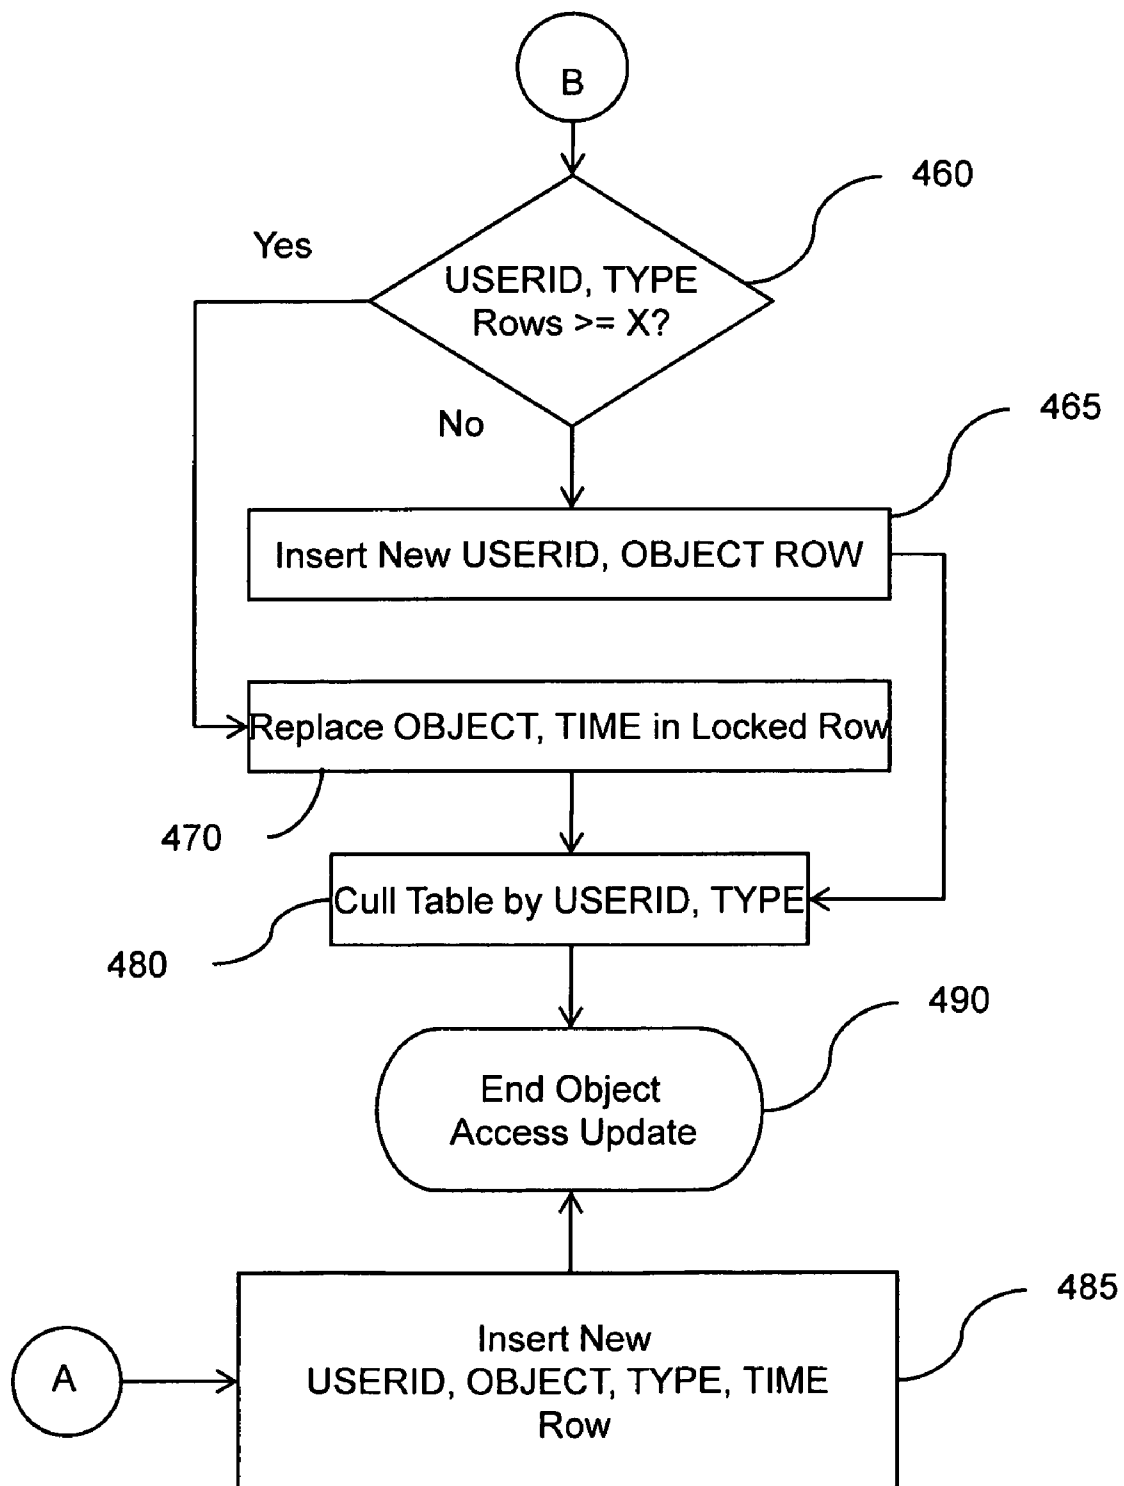 B
460
Yes
USERID, TYPE
Rows >= X?
No
465
Insert New USERID, OBJECT ROW
Replace OBJECT, TIME in Locked Row
470
Cull Table by USERID, TYPE
480
490
End Object
Access Update
485
Insert New
A
USERID, OBJECT, TYPE, TIME
Row